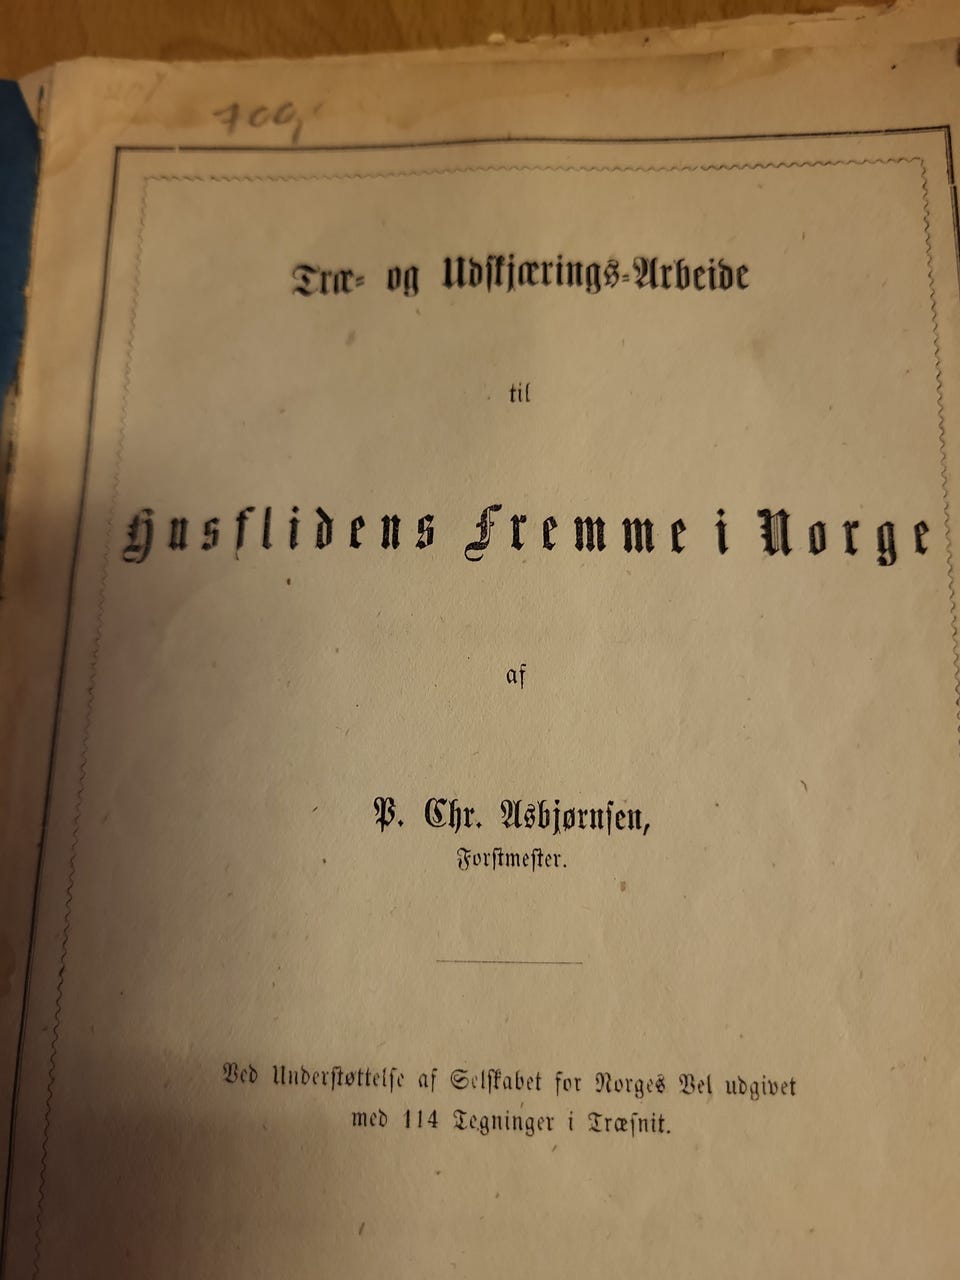 Træ- og Udskjærings-Arbeide
til
Husflidens Fremme i Norge
af
P. Chr. Asbjørnsen,
Forstmester.
Ved Understøttelse af Selskabet for Norges Vel udgivet
med 114 Tegninger i Træsnit.